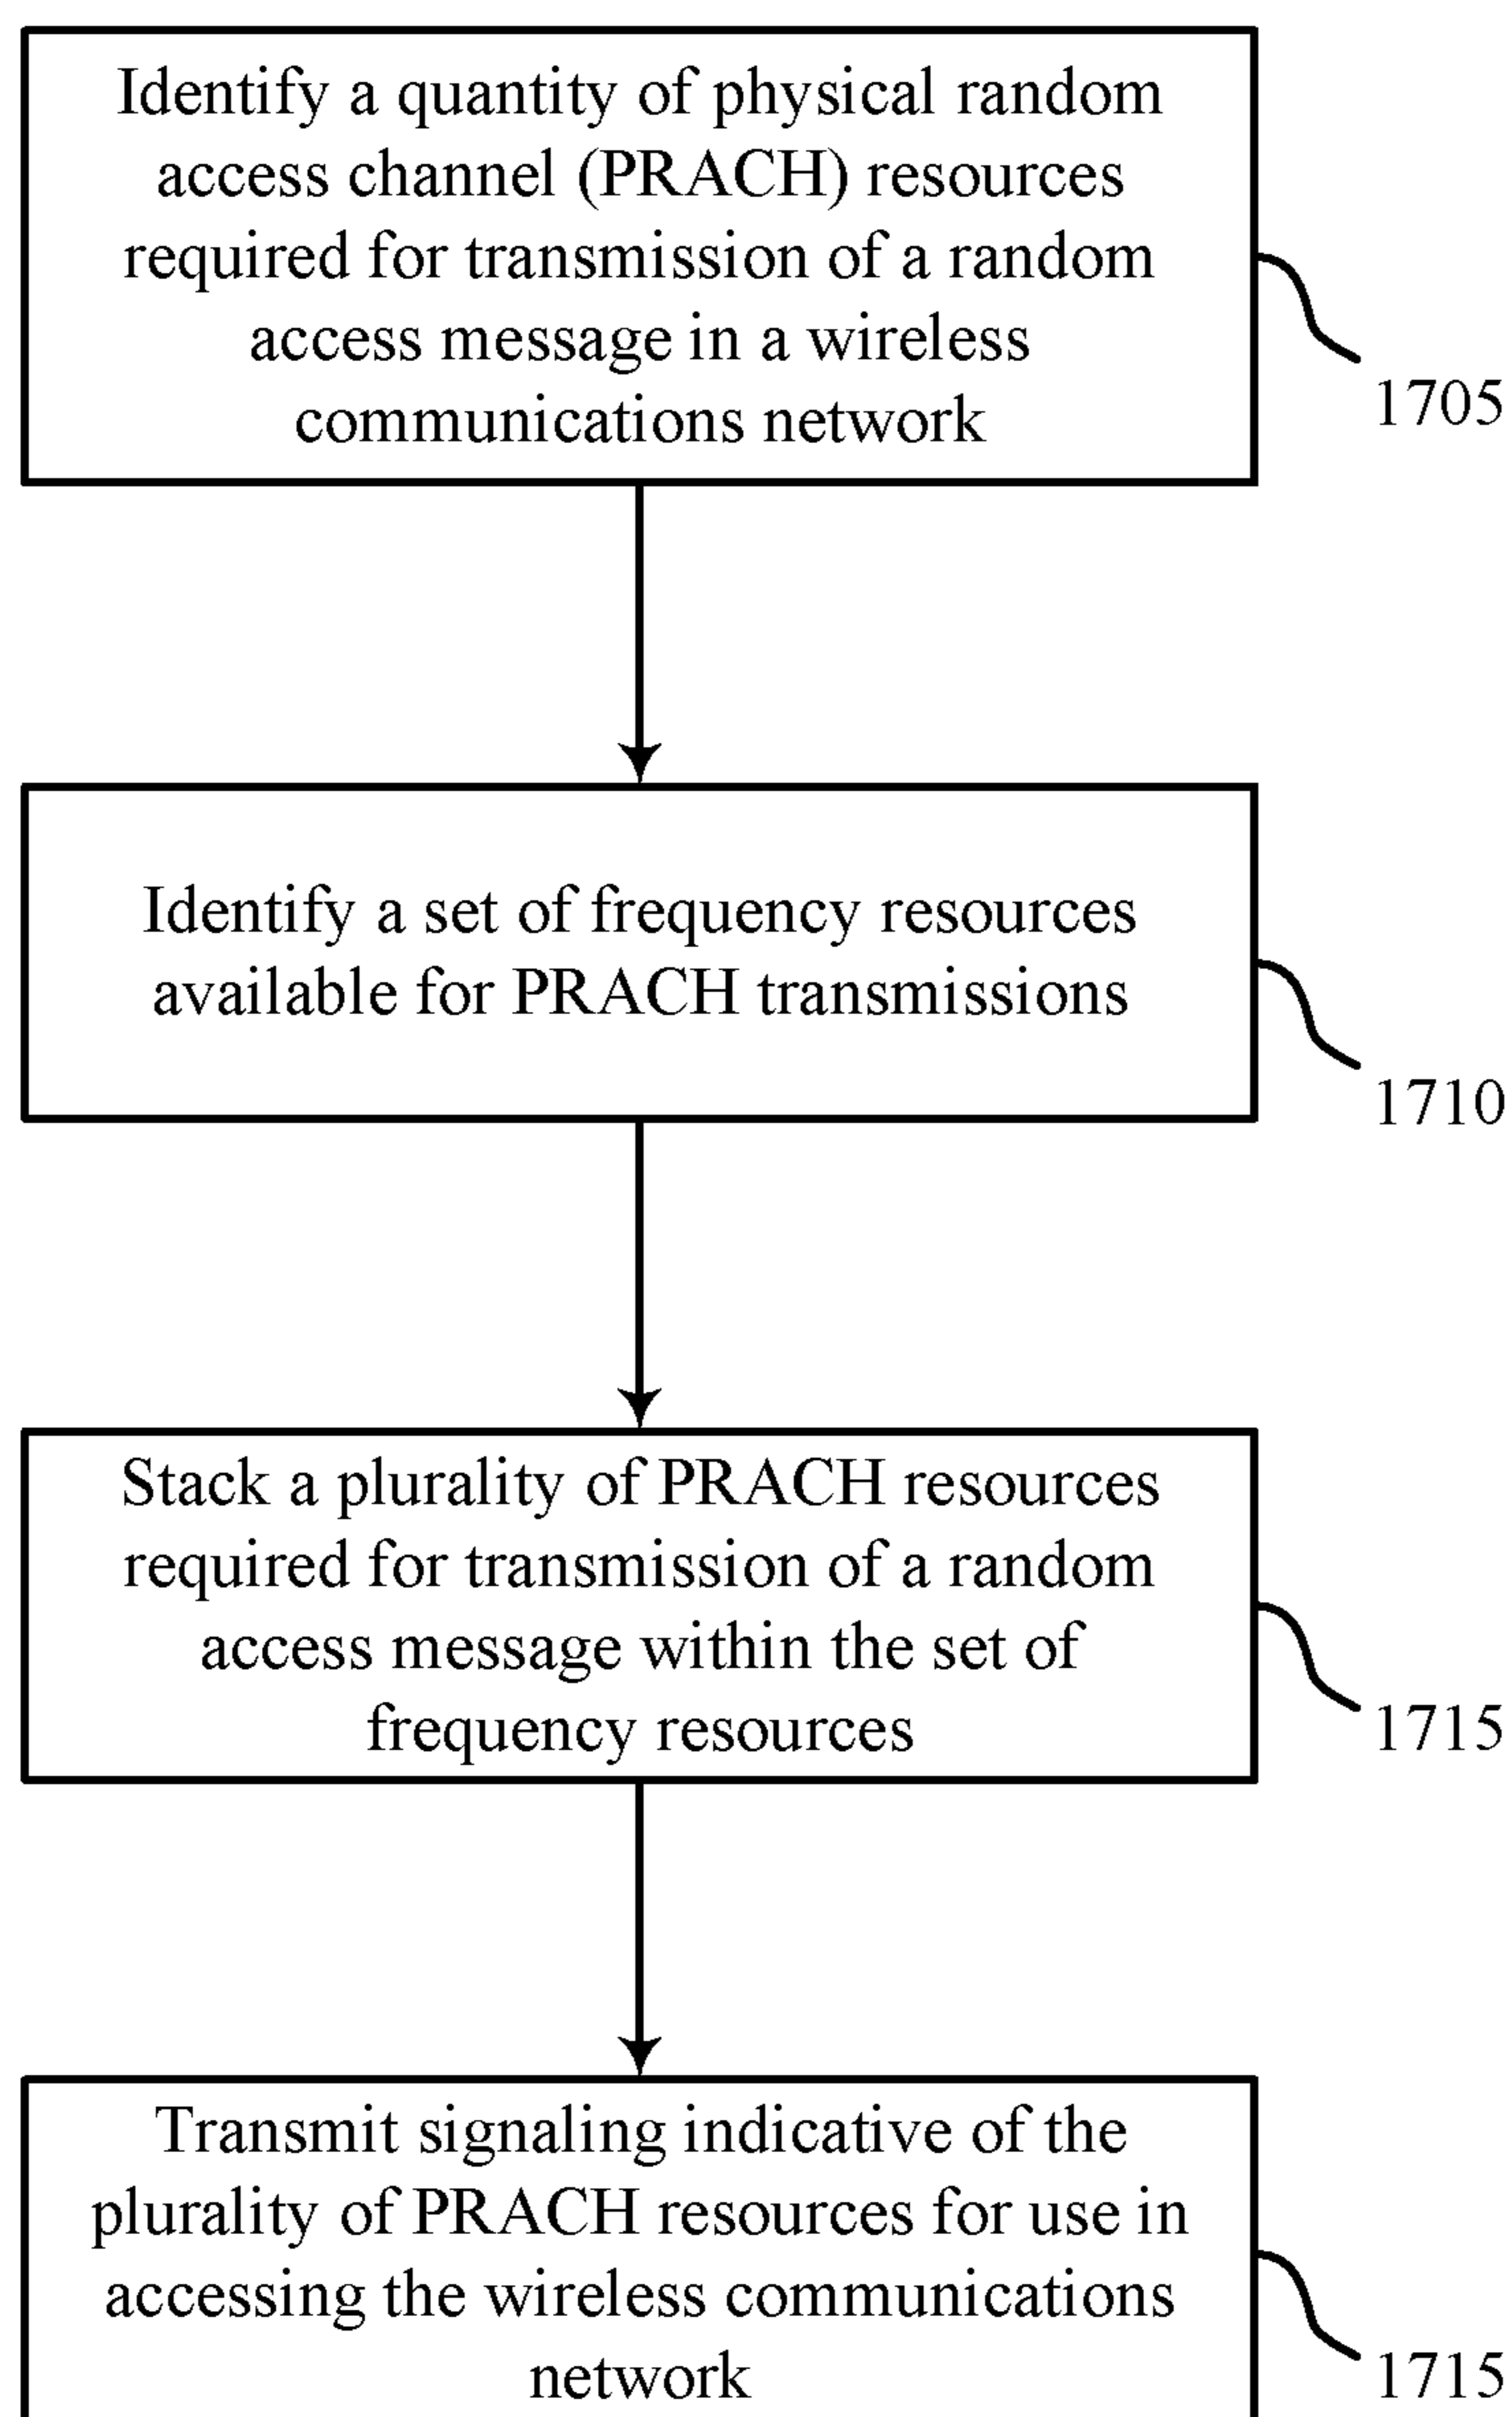 Identify a quantity of physical random
access channel (PRACH) resources
required for transmission of a random
access message in a wireless
communications network
1705
Identify a set of frequency resources
available for PRACH transmissions
1710
Stack a plurality of PRACH resources
required for transmission of a random
access message within the set of
frequency resources
1715
Transmit signaling indicative of the
plurality of PRACH resources for use in
accessing the wireless communications
network
1715